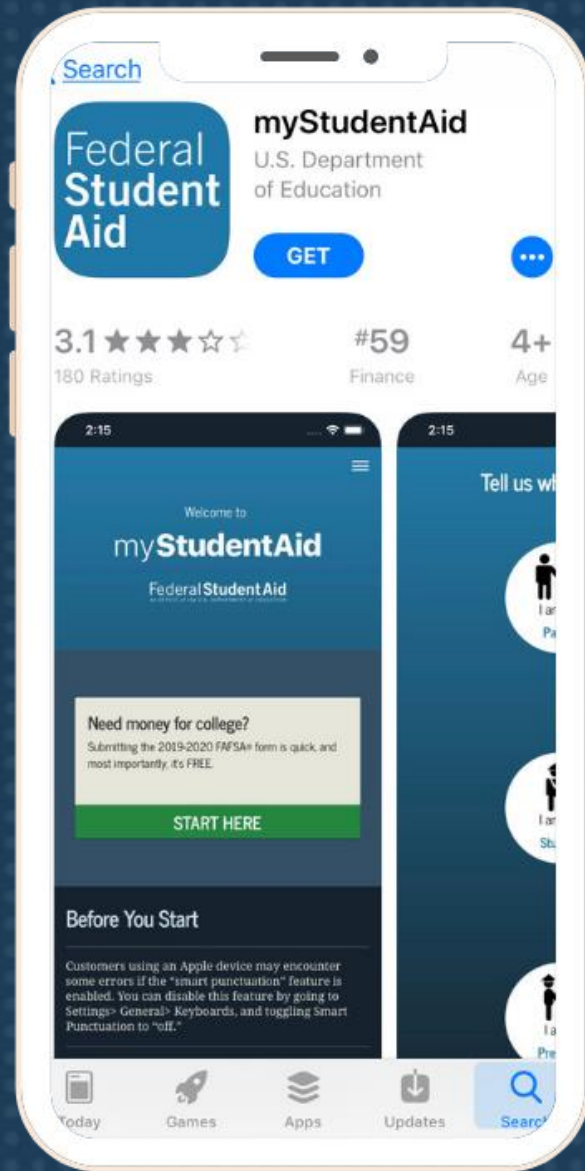 Search
Federal
Student
Aid
myStudentAid
U.S. Department
of Education
GET
3.1
#59
4+
180 Ratings
Finance
Age
2:15
Welcome to
myStudentAid
Federal Student Aid
Need money for college?
Submitting the 2019-2020 FAFSA® form is quick, and
most importantly, it's FREE.
START HERE
Before You Start
Customers using an Apple device may encounter
some errors if the "smart punctuation" feature is
enabled. You can disable this feature by going to
Settings> General> Keyboards, and toggling Smart
Punctuation to "off."
2:15
Tell us
I
I
I
Today
Games
Apps
Updates
Search